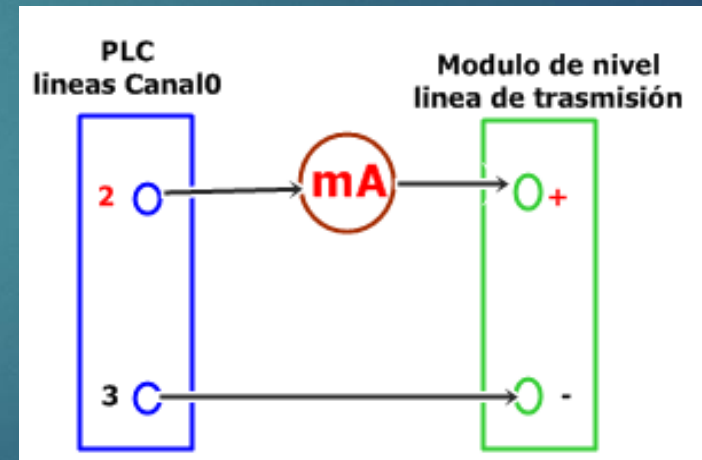 PLC
lineas Canal0
Modulo de nivel
linea de trasmisión
2
mA
+
3
-